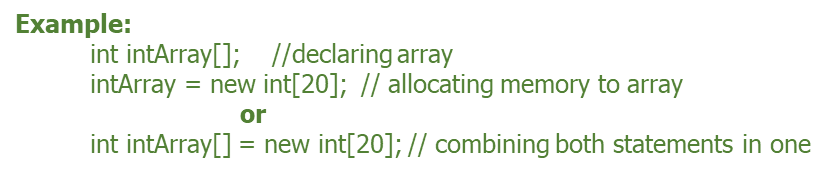 Example:
int intArray[]; //declaring array
intArray = new int[20]; // allocating memory to array
or
int intArray[] = new int[20]; // combining both statements in one